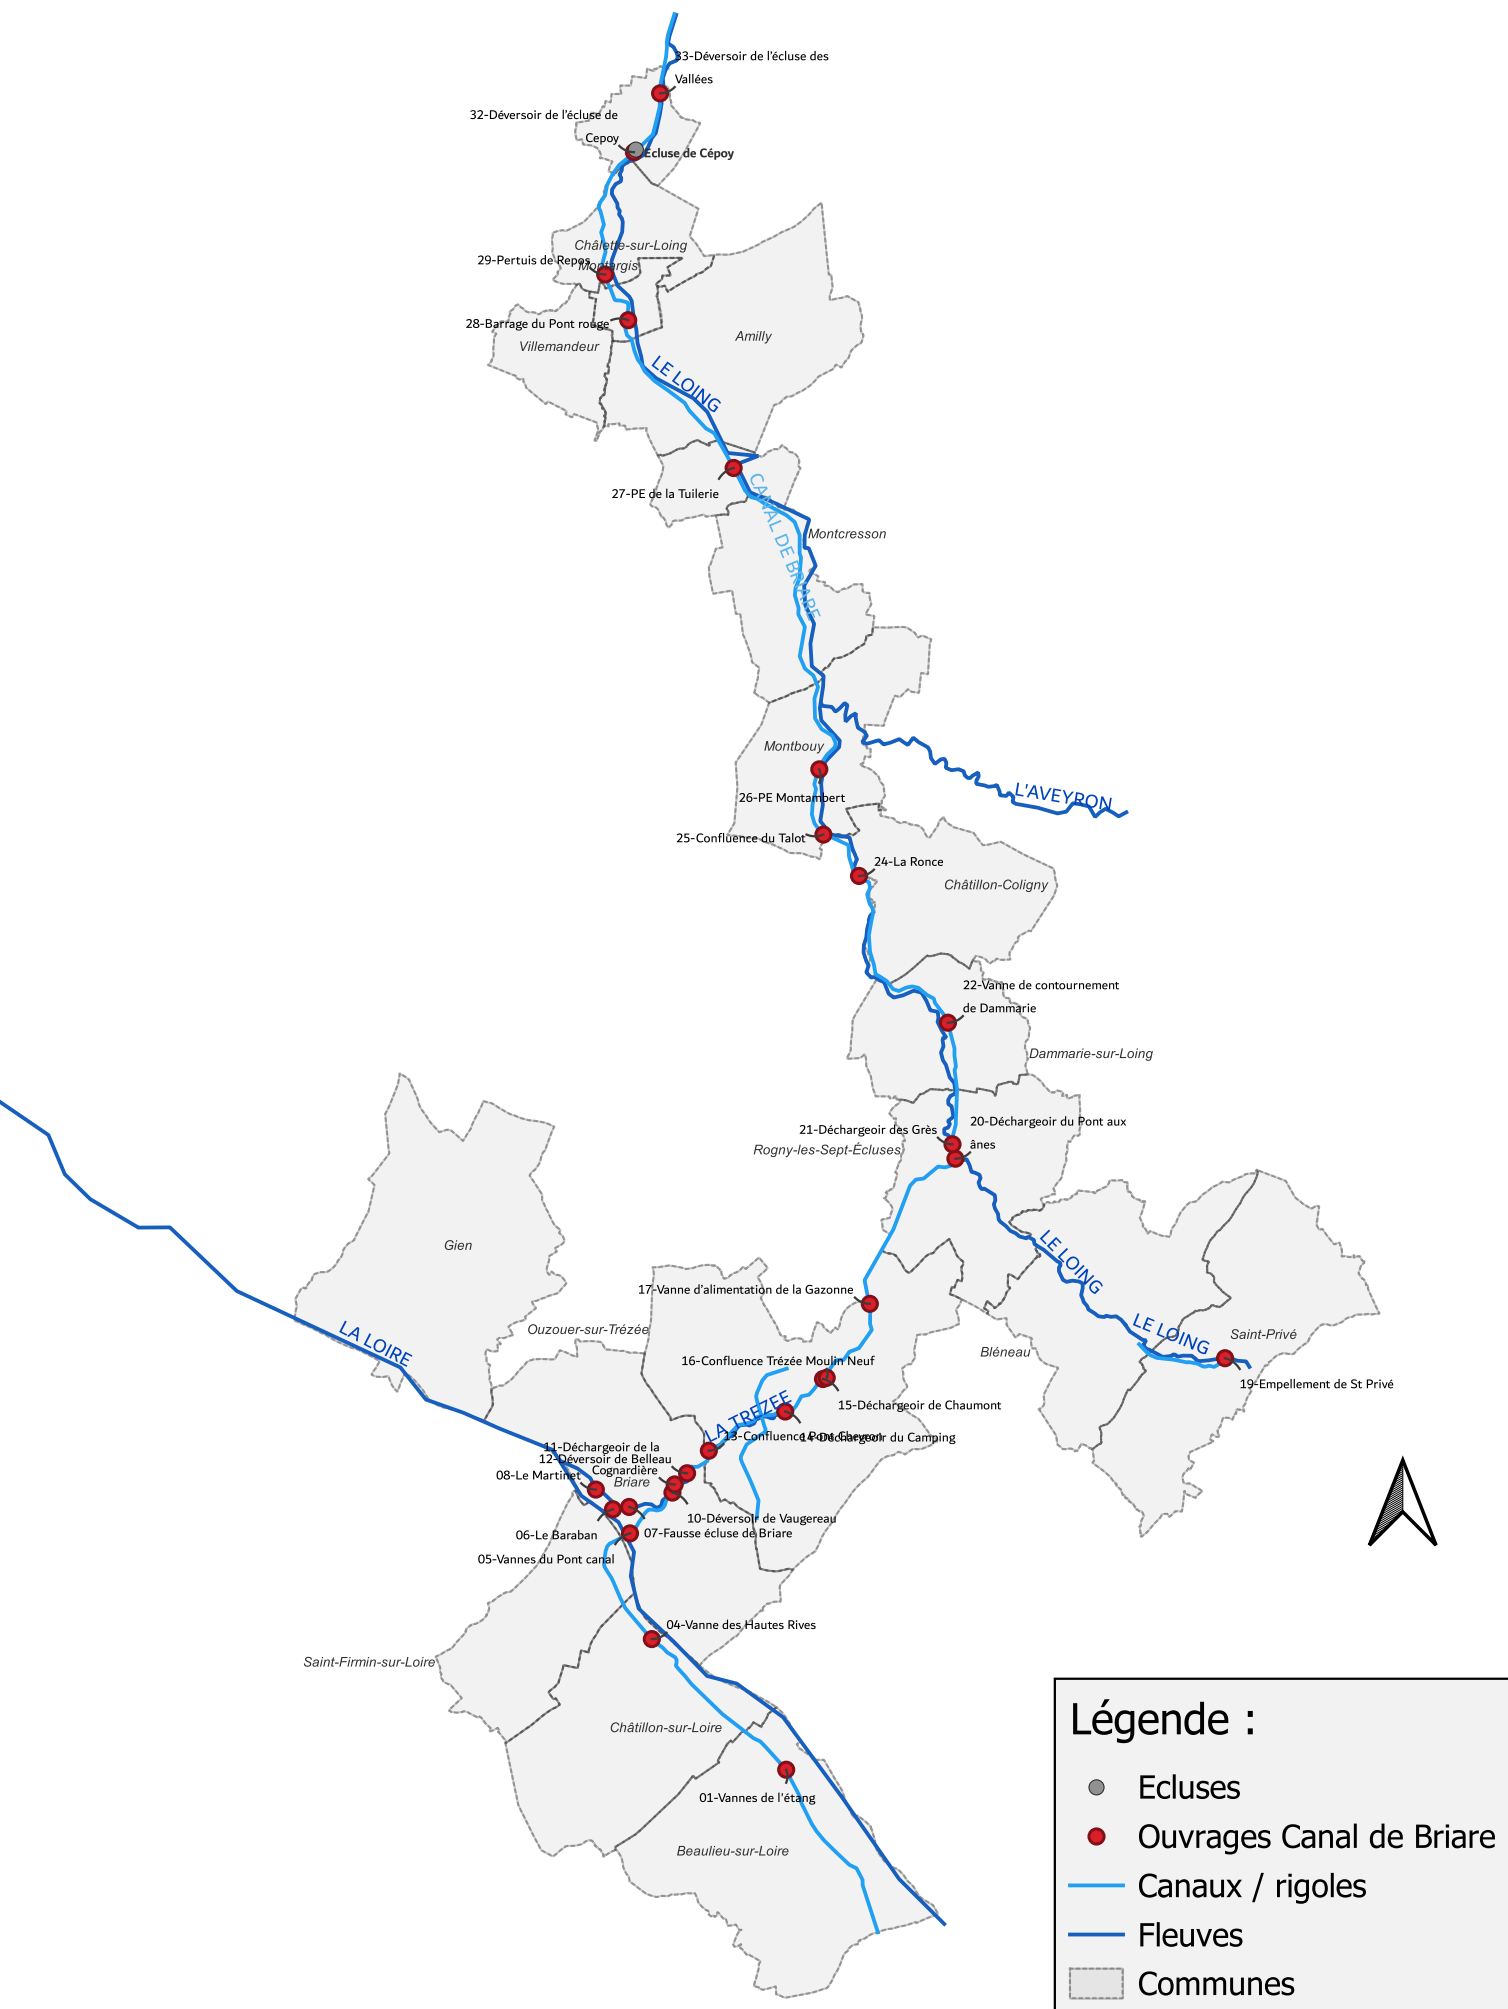 33-Déversoir de l'écluse des
Vallées
32-Déversoir de l'écluse de
Cepoy
Ecluse de Cépoy
Châlette-sur-Loing
29-Pertuis de Repos
Montargis
28-Barrage du Pont rouge
Amilly
Villemandeur
LE LOING
27-PE de la Tuilerie
CANAL DE BRIARE
Montcresson
Montbouy
L'AVEYRON
26-PE Montambert
25-Confluence du Talot
24-La Ronce
Châtillon-Coligny
22-Vanne de contournement
de Dammarie
Dammarie-sur-Loing
20-Déchargeoir du Pont aux
ânes
21-Déchargeoir des Grès
Rogny-les-Sept-Écluses
LE LOING
Gien
17-Vanne d'alimentation de la Gazonne
LE LOING
Saint-Privé
Ouzouer-sur-Trézée
LA LOIRE
Bléneau
16-Confluence Trézée Moulin Neuf
19-Empellement de St Privé
15-Déchargeoir de Chaumont
LA TREZEE
13-Confluence Pont Chevron
14-Déchargeoir du Camping
11-Déchargeoir de la
Cognardière
12-Déversoir de Belleau
08-Le Martinet
Briare
10-Déversoir de Vaugereau
06-Le Baraban
07-Fausse écluse de Briare
05-Vannes du Pont canal
04-Vanne des Hautes Rives
Saint-Firmin-sur-Loire
Châtillon-sur-Loire
01-Vannes de l'étang
Beaulieu-sur-Loire
Légende :
Ecluses
Ouvrages Canal de Briare
Canaux / rigoles
Fleuves
Communes